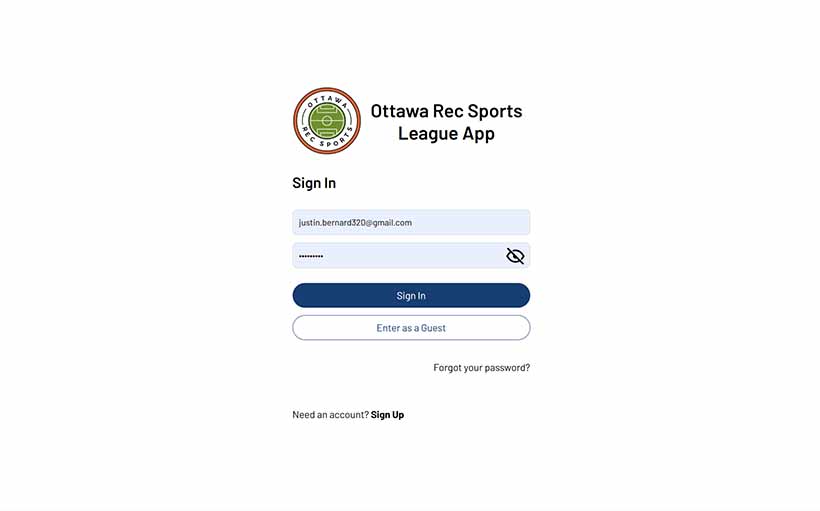 OTTAWA
REC SPORTS
Ottawa Rec Sports
League App
Sign In
justin.bernard320@gmail.com
•••••••••
Sign In
Enter as a Guest
Forgot your password?
Need an account? Sign Up